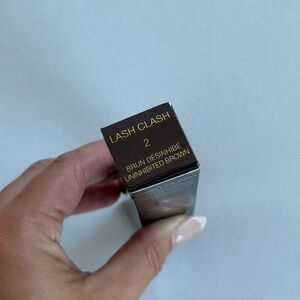 LASH CLASH
2
BRUN DÉSINHIBÉ
UNINHIBITED BROWN